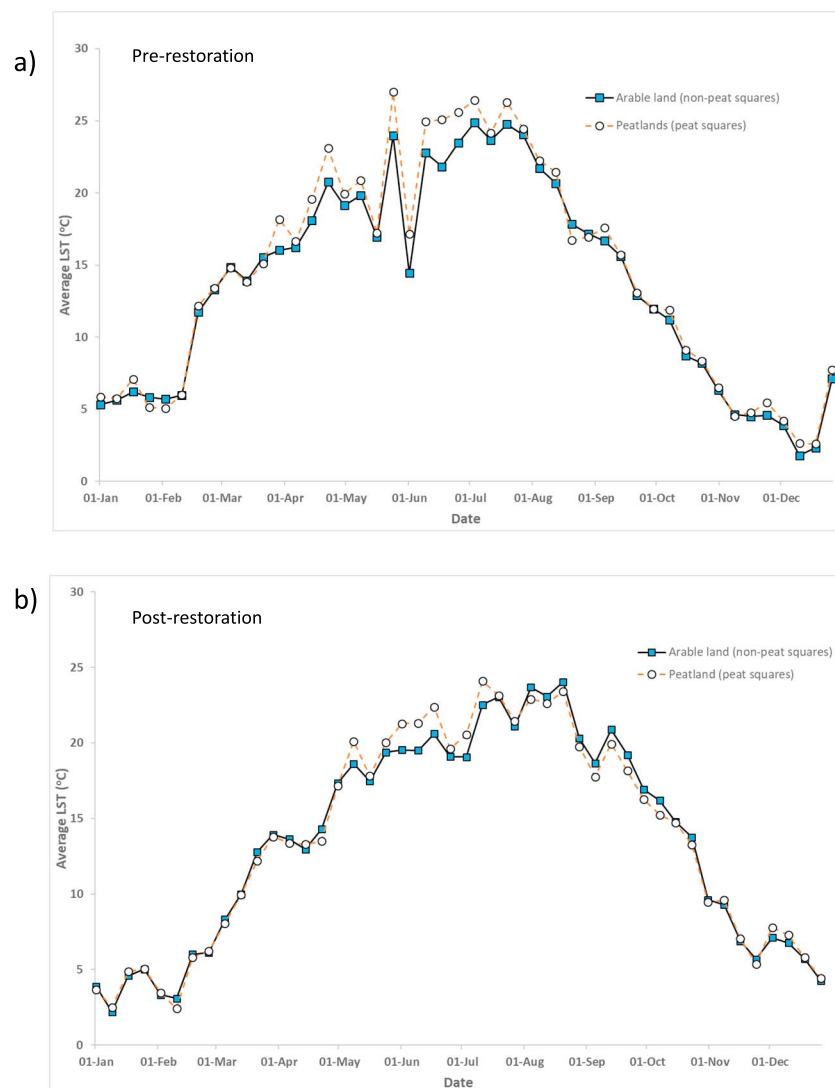 a)
Pre-restoration
30
25
20
15
10
5
0
Average LST (°C)
Arable land (non-peat squares)
Peatlands (peat squares)
01-Jan 01-Feb 01-Mar 01-Apr 01-May 01-Jun 01-Jul 01-Aug 01-Sep 01-Oct 01-Nov 01-Dec
Date
b)
Post-restoration
30
25
20
15
10
5
0
Average LST (°C)
Arable land (non-peat squares)
Peatland (peat squares)
01-Jan 01-Feb 01-Mar 01-Apr 01-May 01-Jun 01-Jul 01-Aug 01-Sep 01-Oct 01-Nov 01-Dec
Date